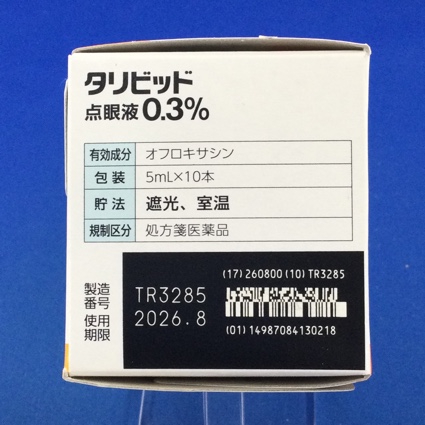 タリビッド
点眼液0.3%
有効成分 オフロキサシン
包装 5mL×10本
貯法 遮光、室温
規制区分 処方箋医薬品
(17) 260800 (10) TR3285
製造番号 TR3285
使用期限 2026.8
(01) 14987084130218